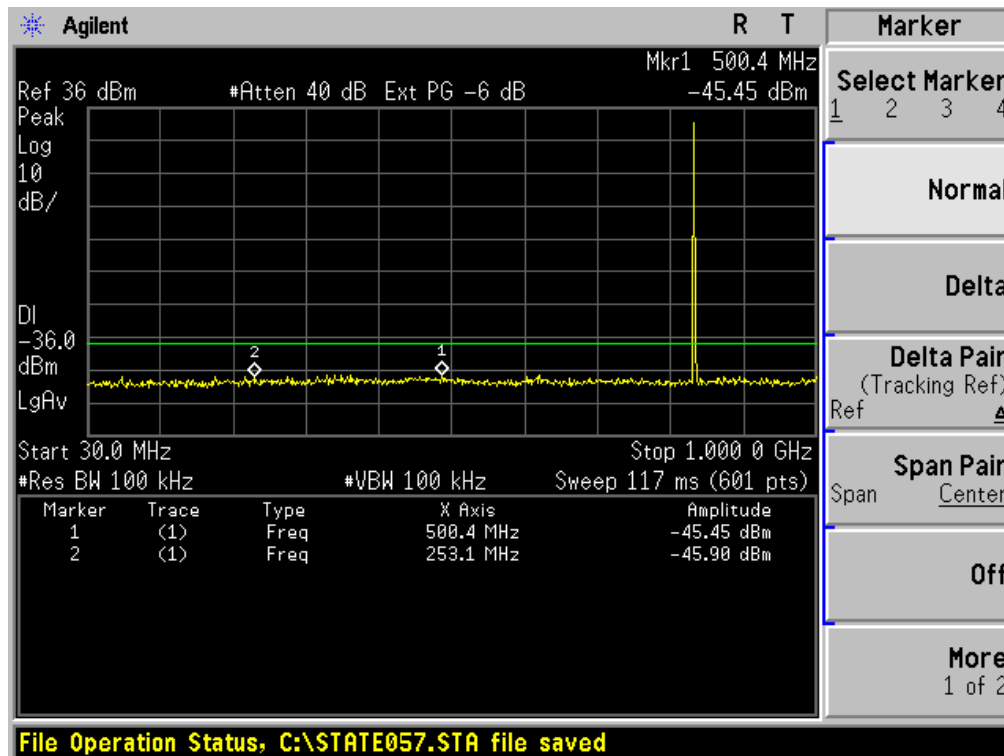 Agilent R T
Mkr1 500.4 MHz
Ref 36 dBm #Atten 40 dB Ext PG -6 dB -45.45 dBm
Peak
Log
10
dB/
DI
-36.0
dBm
LgAv
2
1
Start 30.0 MHz Stop 1.000 0 GHz
#Res BW 100 kHz #VBW 100 kHz Sweep 117 ms (601 pts)
Marker Trace Type X Axis Amplitude
1 (1) Freq 500.4 MHz -45.45 dBm
2 (1) Freq 253.1 MHz -45.90 dBm
File Operation Status, C:\STATE057.STA file saved
Marker
Select Marker
1 2 3 4
Normal
Delta
Delta Pair
(Tracking Ref)
Ref Δ
Span Pair
Span Center
Off
More
1 of 2